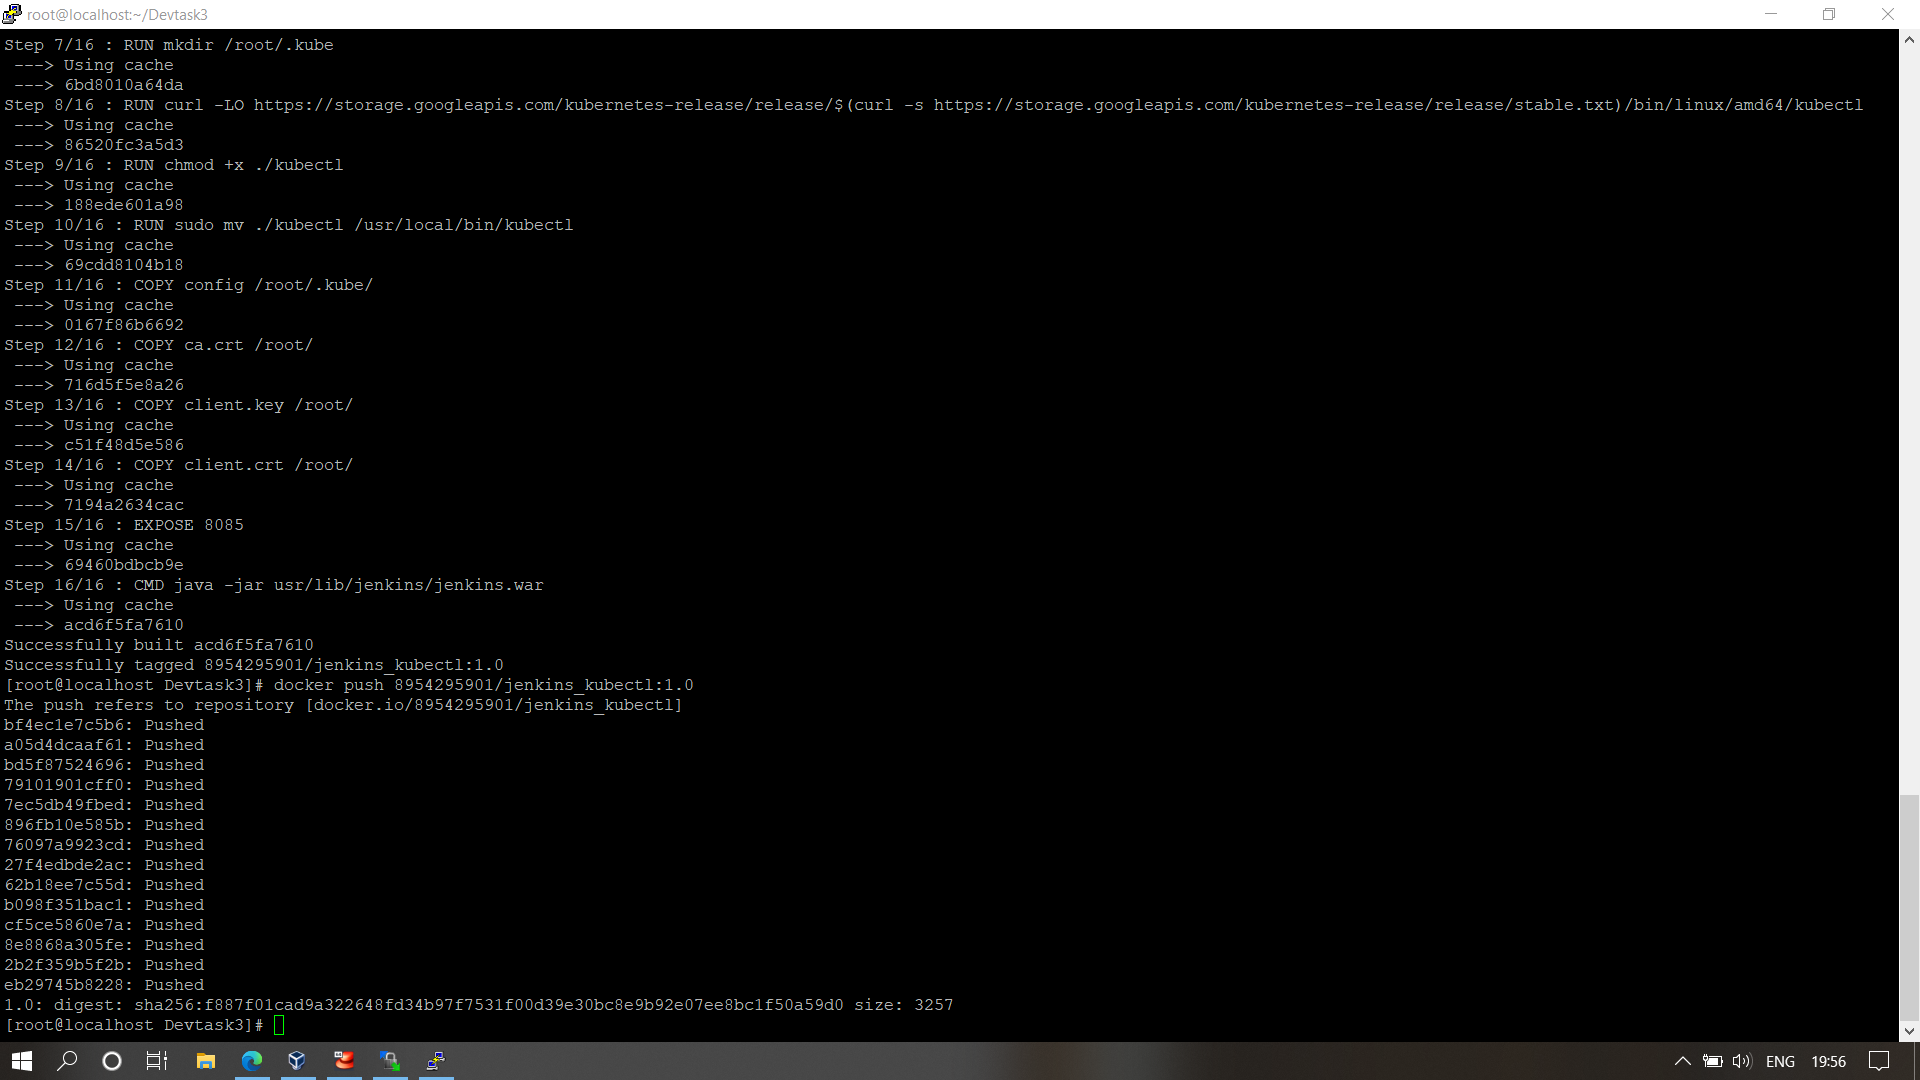 root@localhost:~/Devtask3
Step 7/16 : RUN mkdir /root/.kube
 ---> Using cache
 ---> 6bd8010a64da
Step 8/16 : RUN curl -LO https://storage.googleapis.com/kubernetes-release/release/$(curl -s https://storage.googleapis.com/kubernetes-release/release/stable.txt)/bin/linux/amd64/kubectl
 ---> Using cache
 ---> 86520fc3a5d3
Step 9/16 : RUN chmod +x ./kubectl
 ---> Using cache
 ---> 188ede601a98
Step 10/16 : RUN sudo mv ./kubectl /usr/local/bin/kubectl
 ---> Using cache
 ---> 69cdd8104b18
Step 11/16 : COPY config /root/.kube/
 ---> Using cache
 ---> 0167f86b6692
Step 12/16 : COPY ca.crt /root/
 ---> Using cache
 ---> 716d5f5e8a26
Step 13/16 : COPY client.key /root/
 ---> Using cache
 ---> c51f48d5e586
Step 14/16 : COPY client.crt /root/
 ---> Using cache
 ---> 7194a2634cac
Step 15/16 : EXPOSE 8085
 ---> Using cache
 ---> 69460bdbcb9e
Step 16/16 : CMD java -jar usr/lib/jenkins/jenkins.war
 ---> Using cache
 ---> acd6f5fa7610
Successfully built acd6f5fa7610
Successfully tagged 8954295901/jenkins_kubectl:1.0
[root@localhost Devtask3]# docker push 8954295901/jenkins_kubectl:1.0
The push refers to repository [docker.io/8954295901/jenkins_kubectl]
bf4ec1e7c5b6: Pushed
a05d4dcaaf61: Pushed
bd5f87524696: Pushed
79101901cff0: Pushed
7ec5db49fbed: Pushed
896fb10e585b: Pushed
76097a9923cd: Pushed
27f4edbde2ac: Pushed
62b18ee7c55d: Pushed
b098f351bac1: Pushed
cf5ce5860e7a: Pushed
8e8868a305fe: Pushed
2b2f359b5f2b: Pushed
eb29745b8228: Pushed
1.0: digest: sha256:f887f01cad9a322648fd34b97f7531f00d39e30bc8e9b92e07ee8bc1f50a59d0 size: 3257
[root@localhost Devtask3]#
ENG 19:56